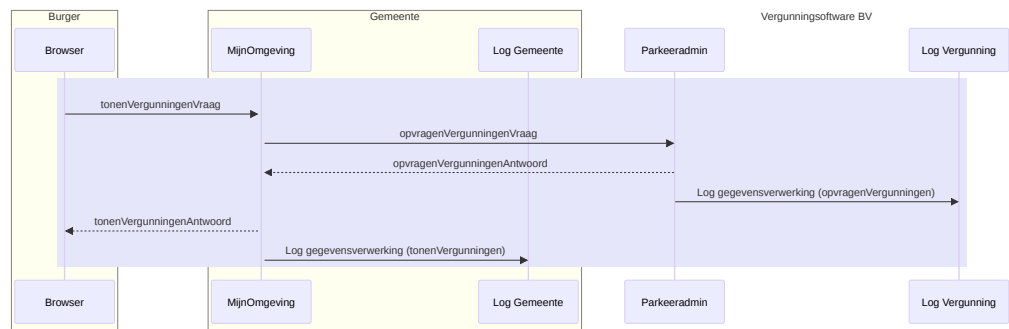 Burger
Gemeente
Vergunningsoftware BV
Browser
MijnOmgeving
Log Gemeente
Parkeeradmin
Log Vergunning
tonenVergunningenVraag
opvragenVergunningenVraag
opvragenVergunningenAntwoord
Log gegevensverwerking (opvragenVergunningen)
tonenVergunningenAntwoord
Log gegevensverwerking (tonenVergunningen)
Browser
MijnOmgeving
Log Gemeente
Parkeeradmin
Log Vergunning